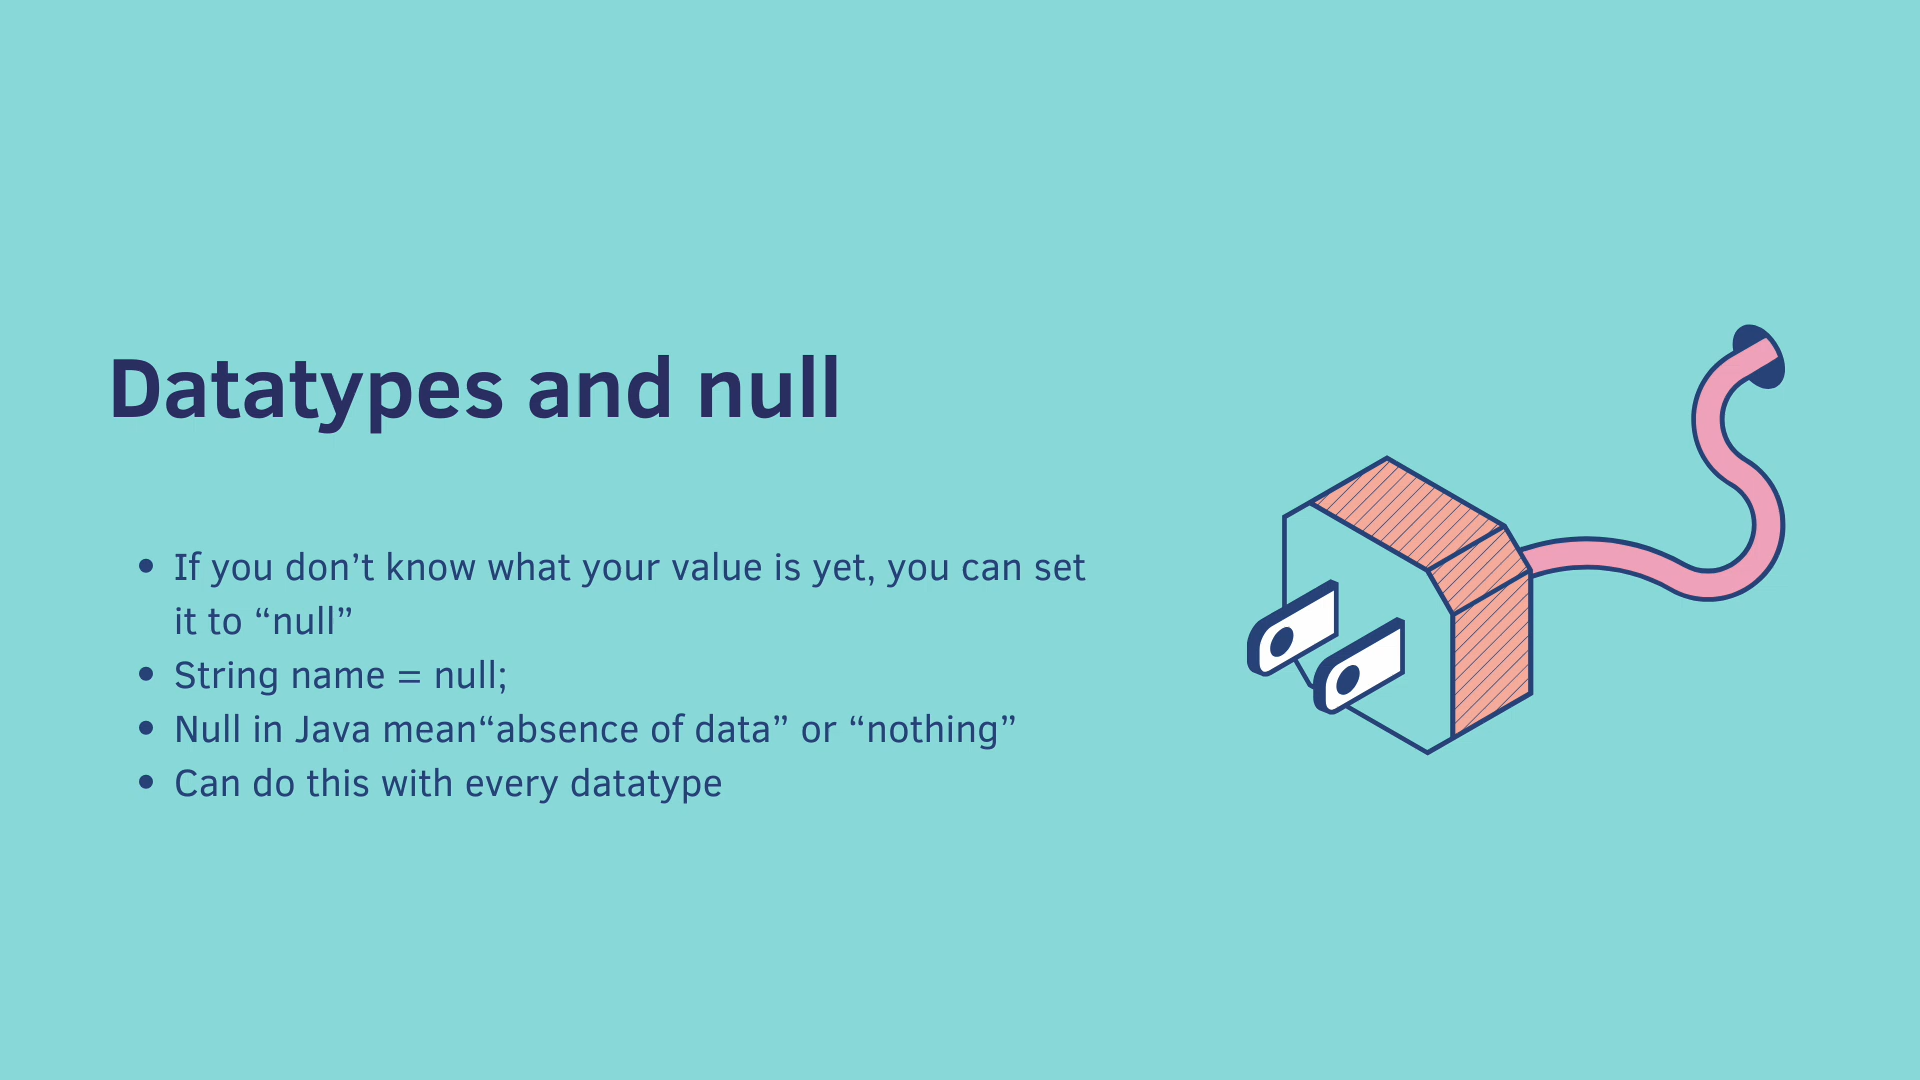 Datatypes and null
• If you don’t know what your value is yet, you can set
it to “null”
• String name = null;
• Null in Java mean“absence of data” or “nothing”
• Can do this with every datatype